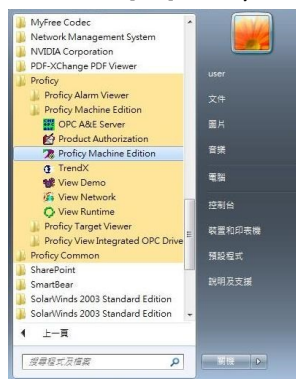 MyFree Codec
Network Management System
NVIDIA Corporation
PDF-XChange PDF Viewer
Proficy
Proficy Alarm Viewer
Proficy Machine Edition
OPC A&E Server
Product Authorization
Proficy Machine Edition
TrendX
View Demo
View Network
View Runtime
Proficy Target Viewer
Proficy View Integrated OPC Drive
Proficy Common
SharePoint
SmartBear
SolarWinds 2003 Standard Edition
SolarWinds 2003 Standard Edition
上一頁
搜尋程式及檔案
user
文件
圖片
音樂
電腦
控制台
裝置和印表機
預設程式
說明及支援
關機